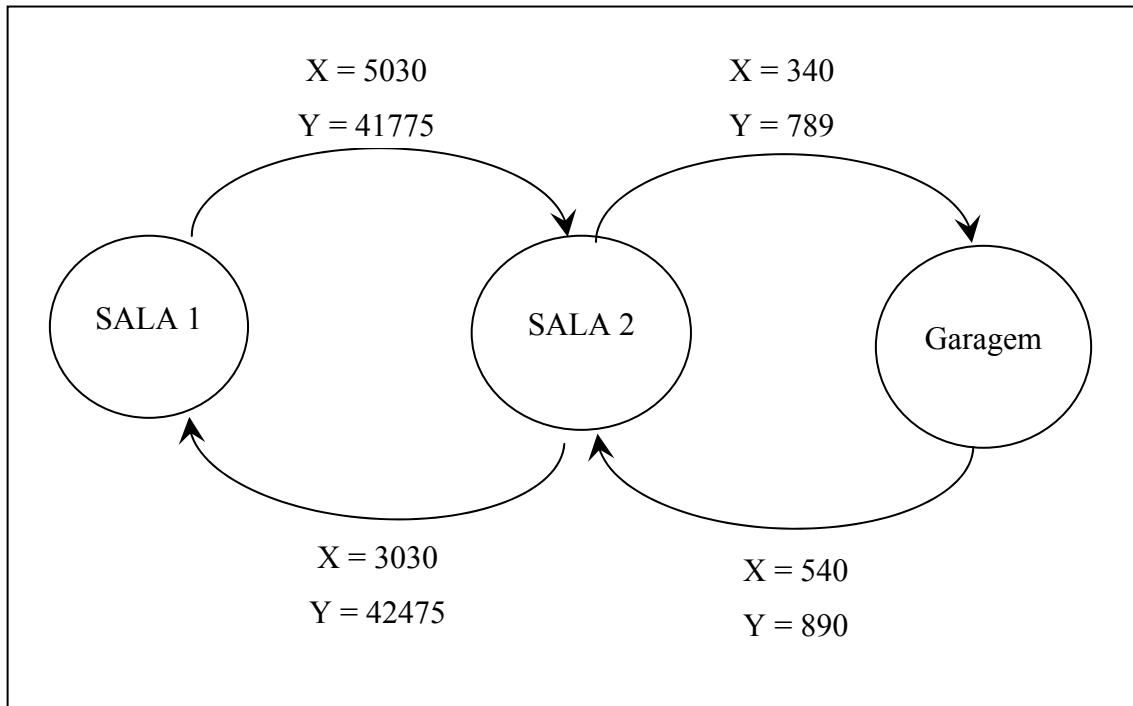 X = 5030
Y = 41775
X = 340
Y = 789
SALA 1
SALA 2
Garagem
X = 3030
Y = 42475
X = 540
Y = 890